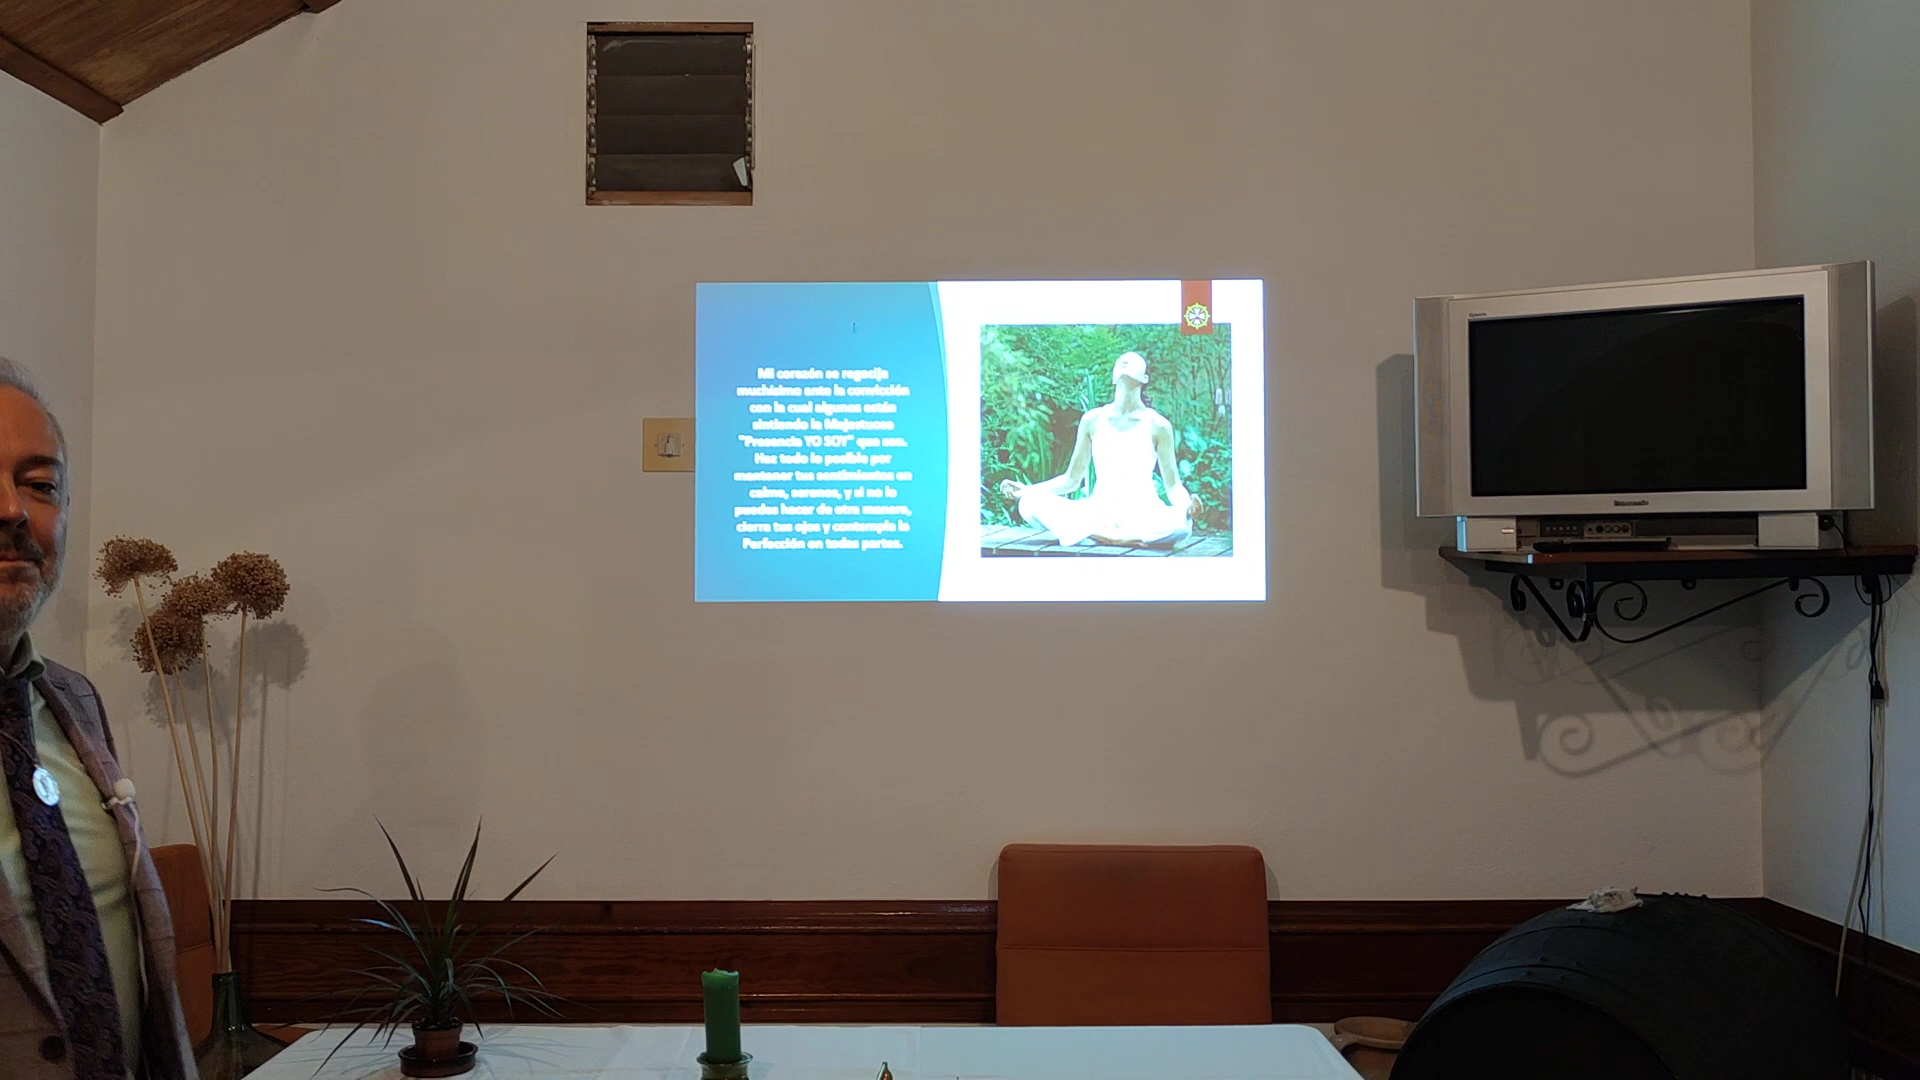 Mi corazón se regocija
muchísimo ante la convicción
con la cual algunos están
sintiendo la Majestuosa
"Presencia YO SOY" que son.
Haz todo lo posible por
mantener tus sentimientos en
calma, serenos, y si no lo
puedes hacer de otra manera,
cierra tus ojos y contempla la
Perfección en todas partes.